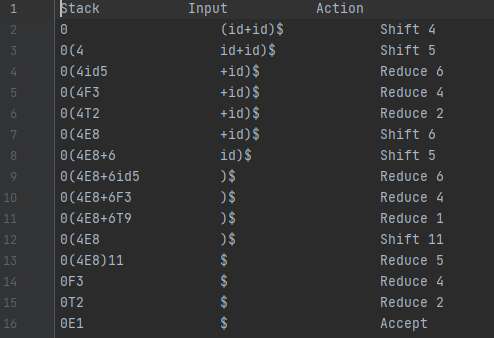 1 Stack Input Action
2 0 (id+id)$ Shift 4
3 0(4 id+id)$ Shift 5
4 0(4id5 +id)$ Reduce 6
5 0(4F3 +id)$ Reduce 4
6 0(4T2 +id)$ Reduce 2
7 0(4E8 +id)$ Shift 6
8 0(4E8+6 id)$ Shift 5
9 0(4E8+6id5 )$ Reduce 6
10 0(4E8+6F3 )$ Reduce 4
11 0(4E8+6T9 )$ Reduce 1
12 0(4E8 )$ Shift 11
13 0(4E8)11 $ Reduce 5
14 0F3 $ Reduce 4
15 0T2 $ Reduce 2
16 0E1 $ Accept